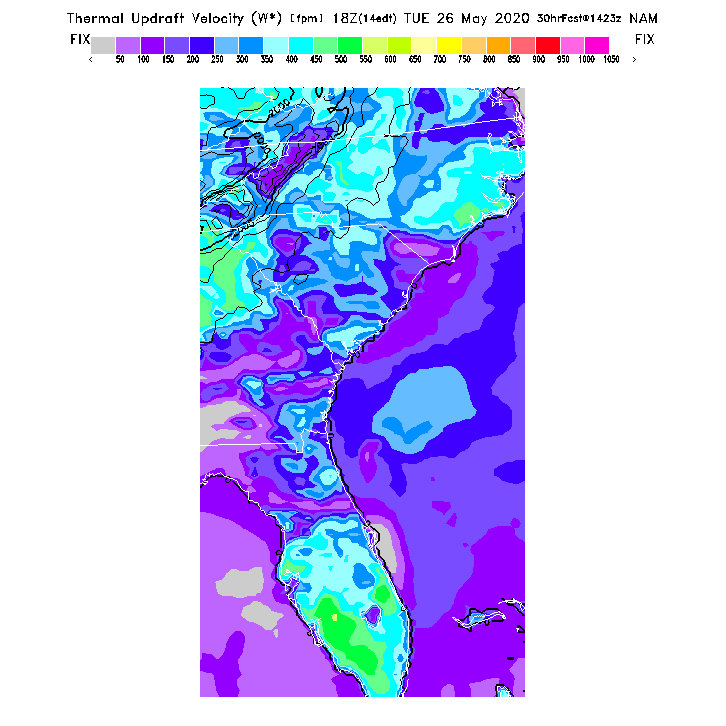 Thermal Updraft Velocity (W*) [fpm] 18Z(14edt) TUE 26 May 2020 30hrFcst@1423z NAM
FIX FIX
< 50 100 150 200 250 300 350 400 450 500 550 600 650 700 750 800 850 900 950 1000 1050 >
2000